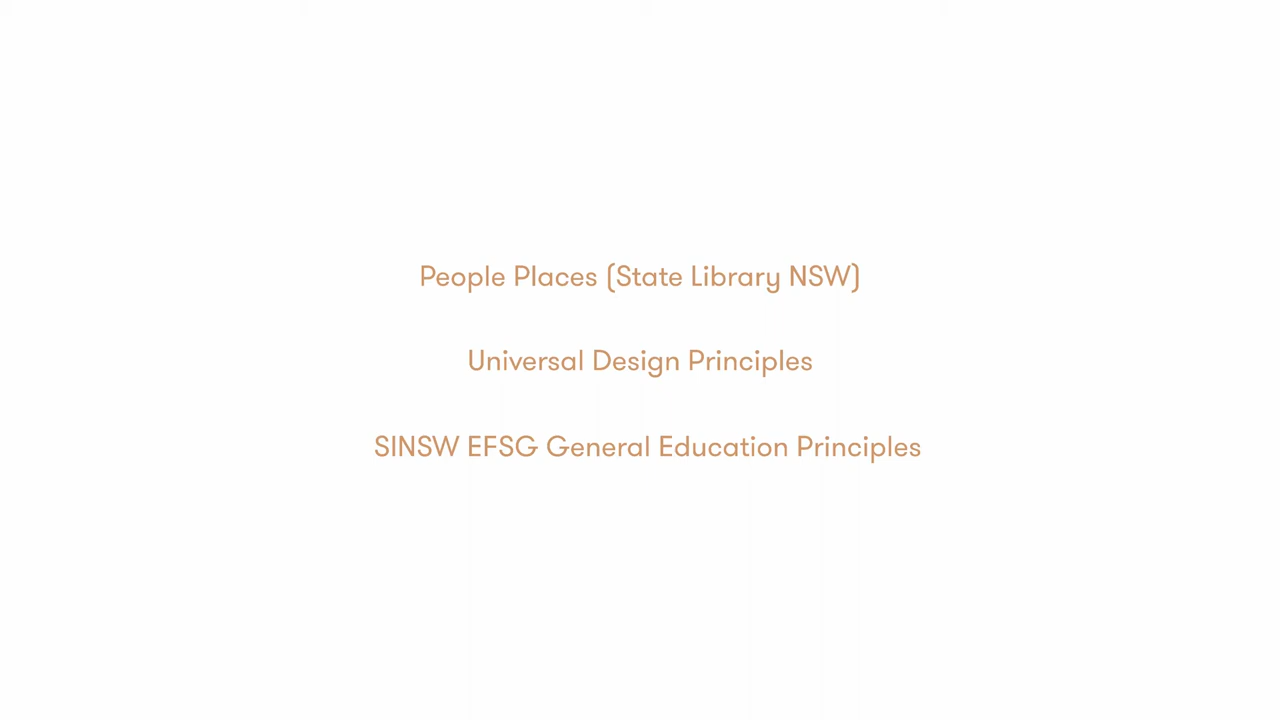 People Places (State Library NSW)
Universal Design Principles
SINSW EFSG General Education Principles